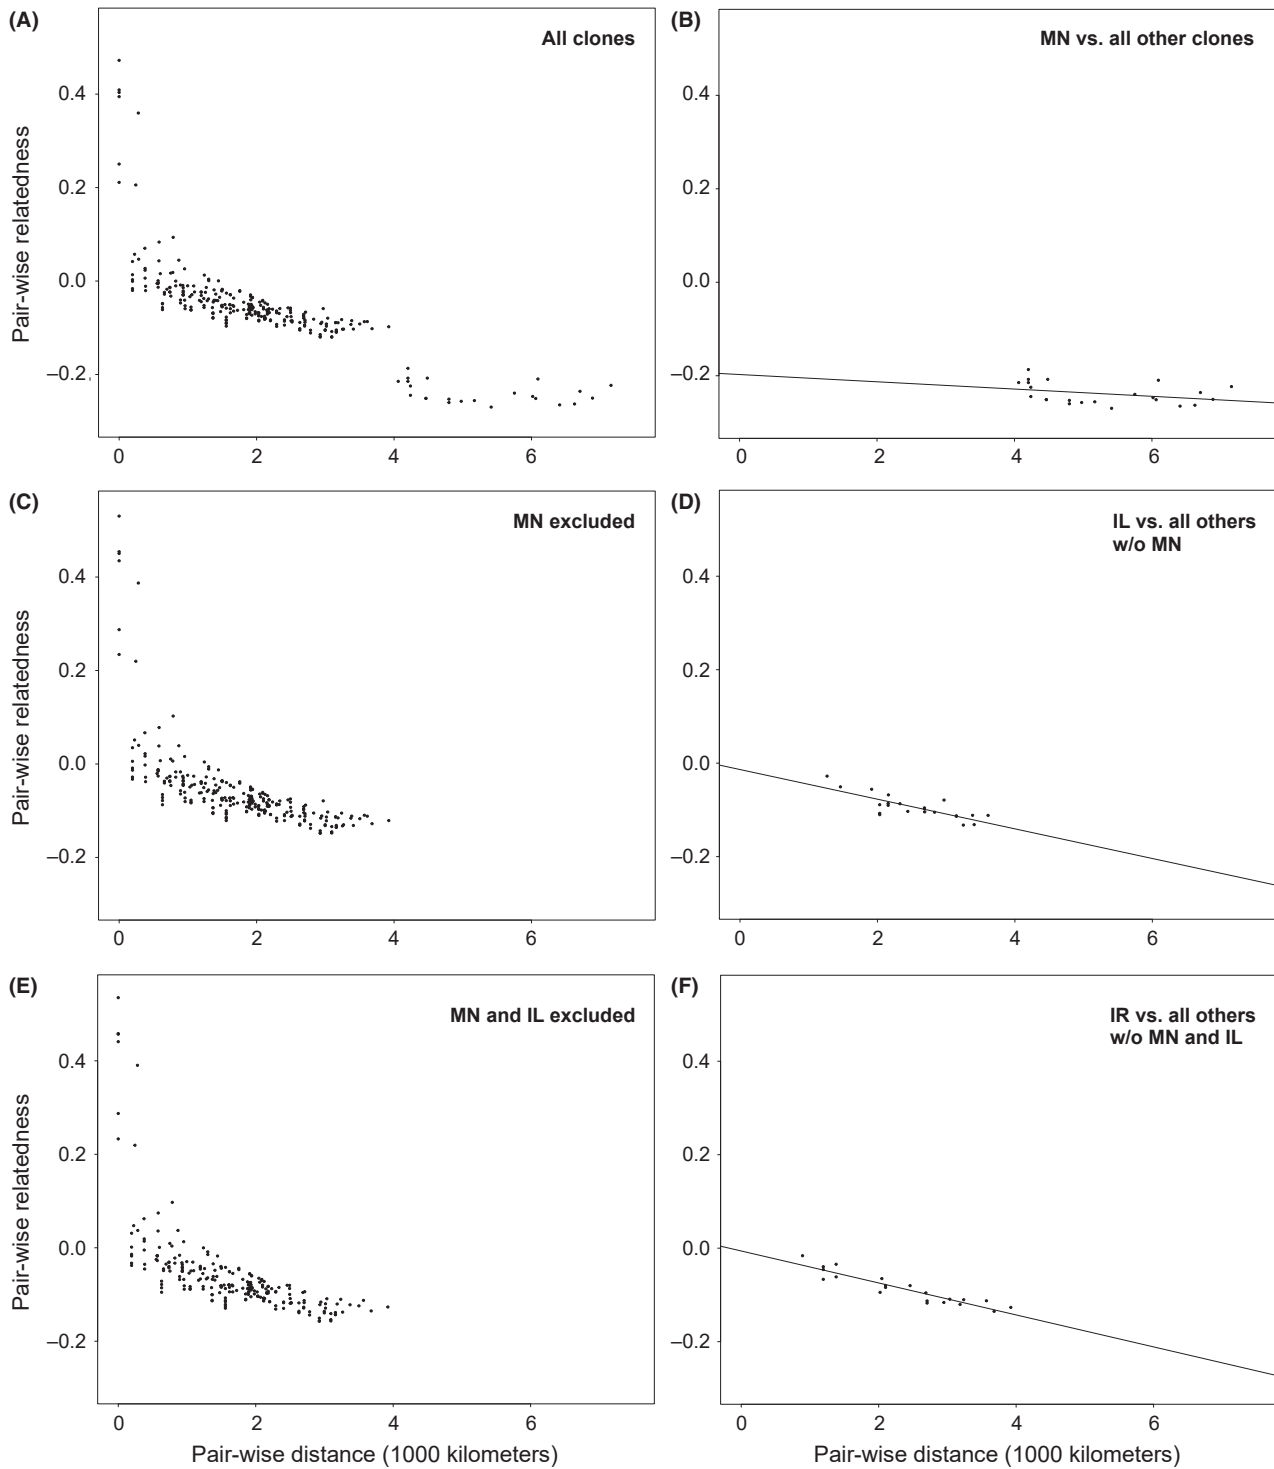 (A)
All clones
0.4
0.2
0.0
–0.2
Pair-wise relatedness
0 2 4 6
(B)
MN vs. all other clones
0.4
0.2
0.0
–0.2
0 2 4 6
(C)
MN excluded
0.4
0.2
0.0
–0.2
Pair-wise relatedness
0 2 4 6
(D)
IL vs. all others
w/o MN
0.4
0.2
0.0
–0.2
0 2 4 6
(E)
MN and IL excluded
0.4
0.2
0.0
–0.2
Pair-wise relatedness
0 2 4 6
Pair-wise distance (1000 kilometers)
(F)
IR vs. all others
w/o MN and IL
0.4
0.2
0.0
–0.2
0 2 4 6
Pair-wise distance (1000 kilometers)